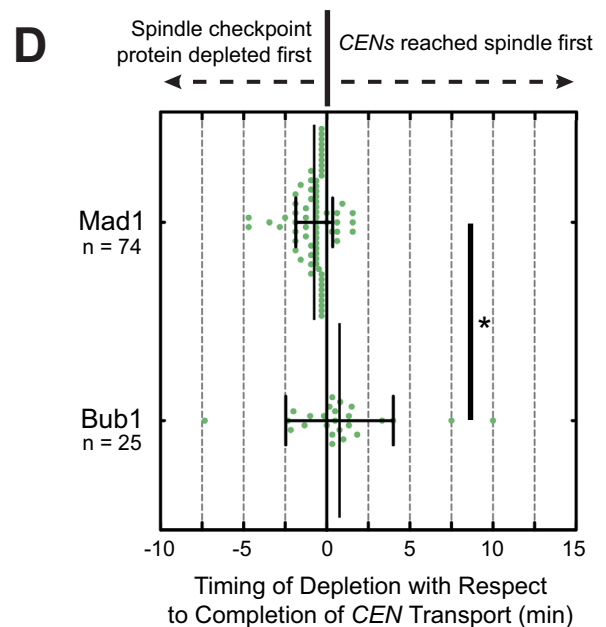 D
Spindle checkpoint
protein depleted first
CENs reached spindle first
Mad1
n = 74
*
Bub1
n = 25
-10 -5 0 5 10 15
Timing of Depletion with Respect
to Completion of CEN Transport (min)